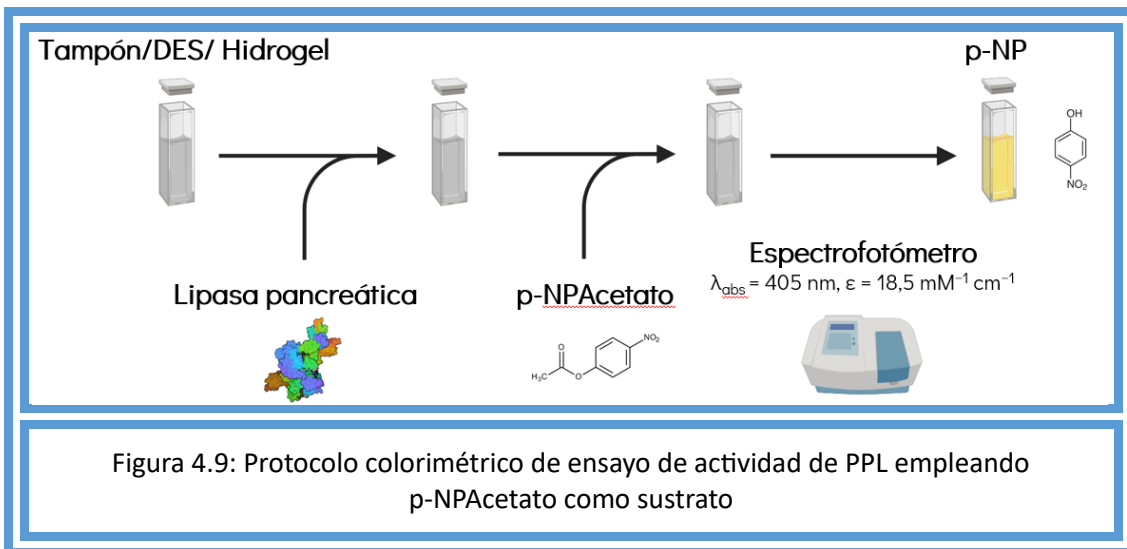 Tampón/DES/ Hidrogel
p-NP
OH
NO₂
Lipasa pancreática
p-NPAcetato
O
H₃C
O
NO₂
Espectrofotómetro
λabs = 405 nm, ε = 18,5 mM⁻¹ cm⁻¹
Figura 4.9: Protocolo colorimétrico de ensayo de actividad de PPL empleando
p-NPAcetato como sustrato